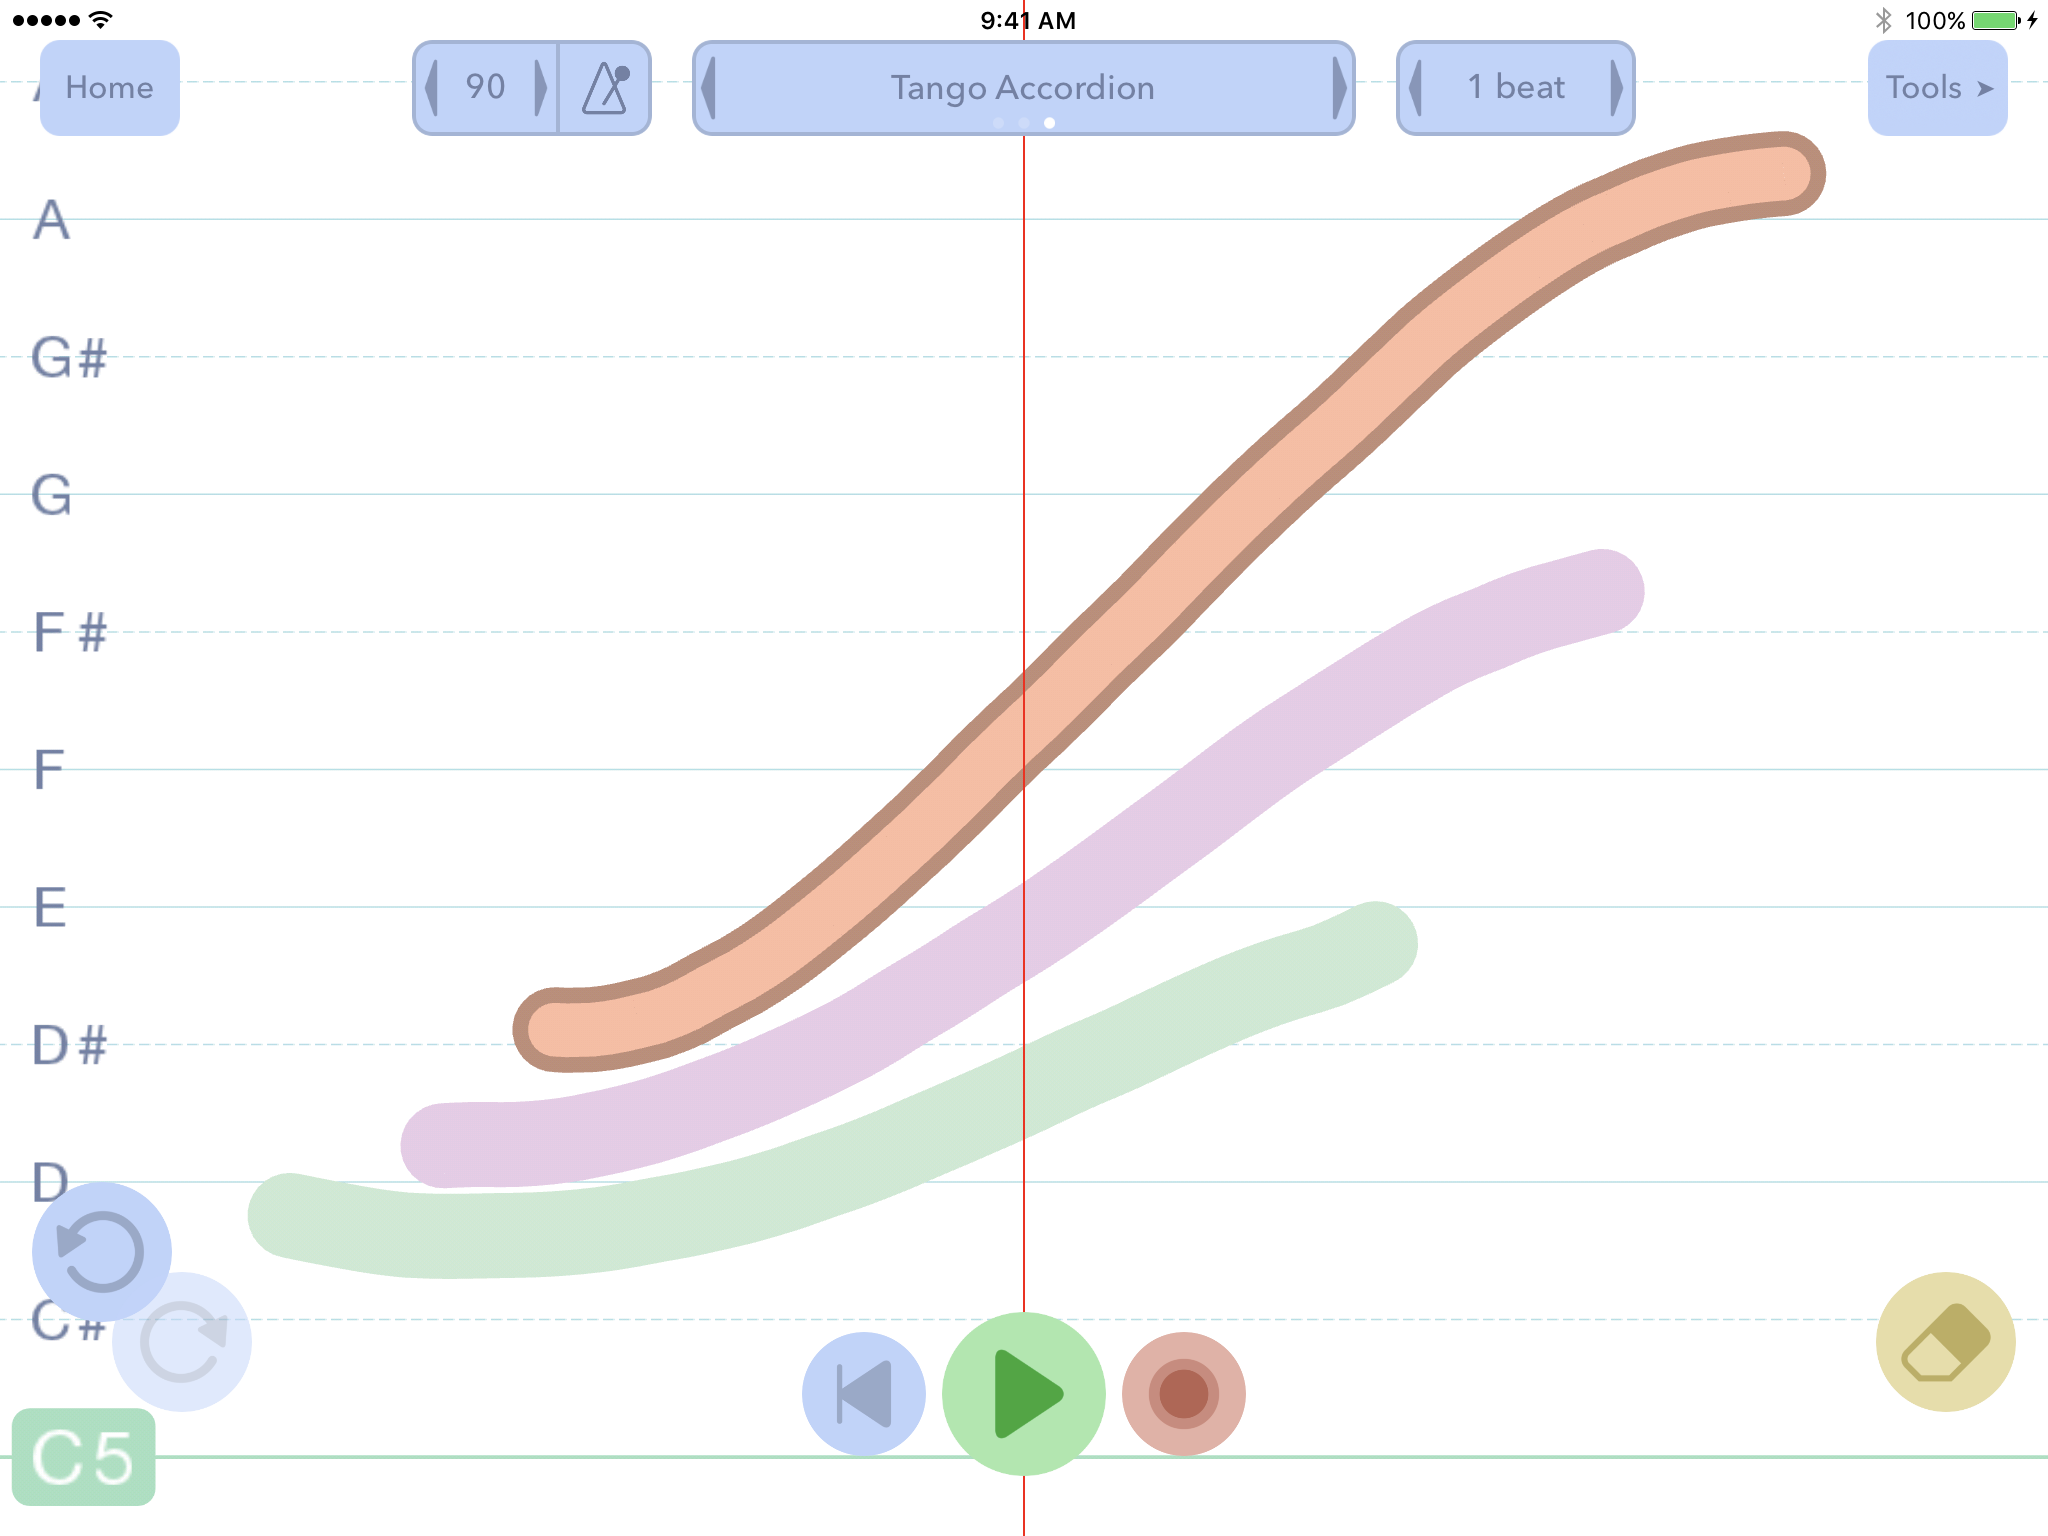 9:41 AM
100%
Home
90
Tango Accordion
1 beat
Tools ➤
A
G#
G
F#
F
E
D#
D
C#
C5